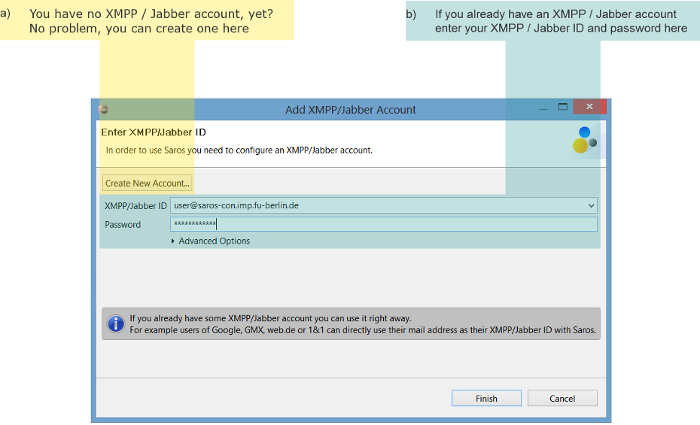 a) You have no XMPP / Jabber account, yet?
No problem, you can create one here
b) If you already have an XMPP / Jabber account
enter your XMPP / Jabber ID and password here
Add XMPP/Jabber Account
Enter XMPP/Jabber ID
In order to use Saros you need to configure an XMPP/Jabber account.
Create New Account...
XMPP/Jabber ID user@saros-con.imp.fu-berlin.de
Password ************
Advanced Options
If you already have some XMPP/Jabber account you can use it right away.
For example users of Google, GMX, web.de or 1&1 can directly use their mail address as their XMPP/Jabber ID with Saros.
Finish Cancel